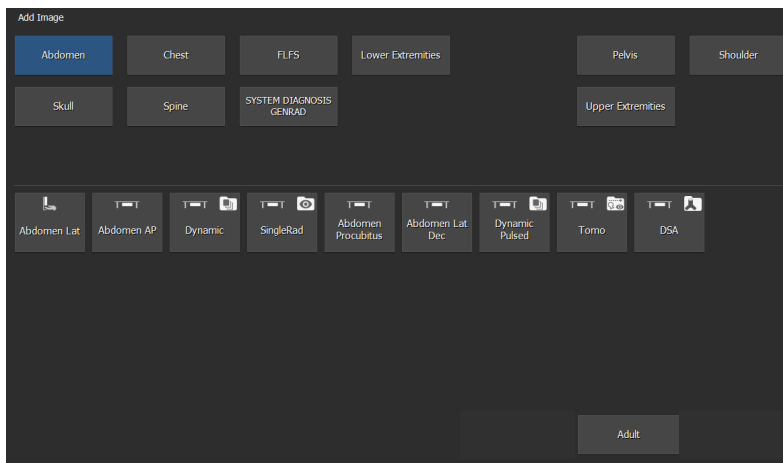 Add Image
Abdomen
Chest
FLFS
Lower Extremities
Pelvis
Shoulder
Skull
Spine
SYSTEM DIAGNOSIS
GENRAD
Upper Extremities
Abdomen Lat
Abdomen AP
Dynamic
SingleRad
Abdomen
Procubitus
Abdomen Lat
Dec
Dynamic
Pulsed
Tomo
DSA
Adult